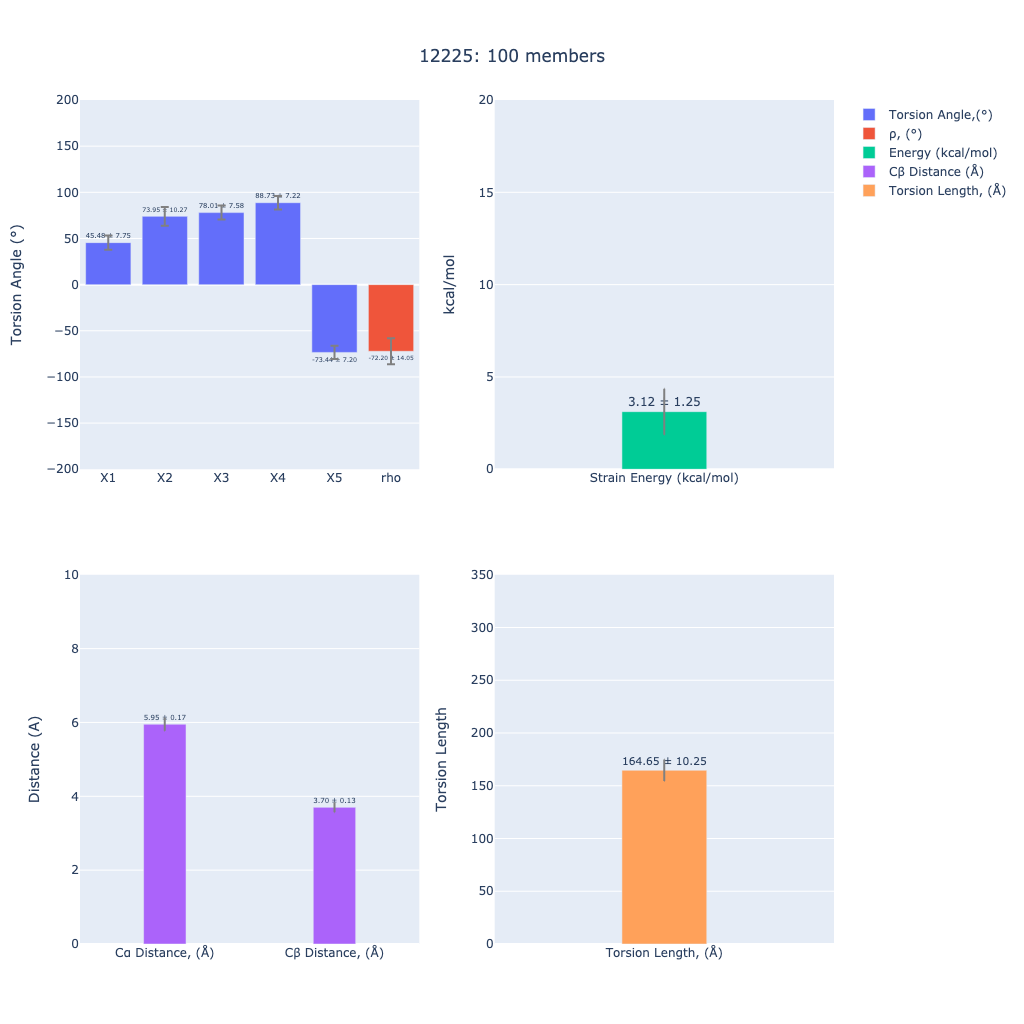 12225: 100 members
200
150
100
50
0
−50
−100
−150
−200
Torsion Angle (°)
45.48 ± 7.75
73.95 ± 10.27
78.01 ± 7.58
88.73 ± 7.22
-73.44 ± 7.20
-72.20 ± 14.05
X1 X2 X3 X4 X5 rho
20
15
10
5
0
kcal/mol
3.12 ± 1.25
Strain Energy (kcal/mol)
Torsion Angle,(°)
ρ, (°)
Energy (kcal/mol)
Cβ Distance (Å)
Torsion Length, (Å)
10
8
6
4
2
0
Distance (A)
5.95 ± 0.17
3.70 ± 0.13
Cα Distance, (Å) Cβ Distance, (Å)
350
300
250
200
150
100
50
0
Torsion Length
164.65 ± 10.25
Torsion Length, (Å)